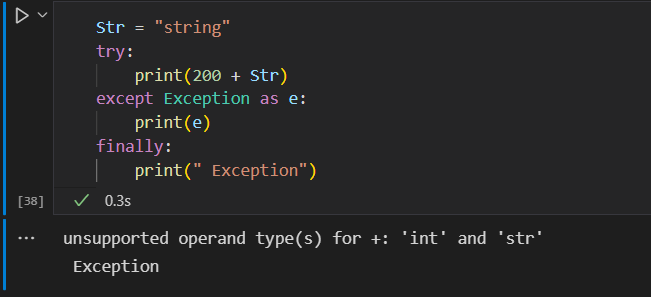 Str = "string"
try:
    print(200 + Str)
except Exception as e:
    print(e)
finally:
    print(" Exception")
[38]
0.3s
... unsupported operand type(s) for +: 'int' and 'str'
 Exception